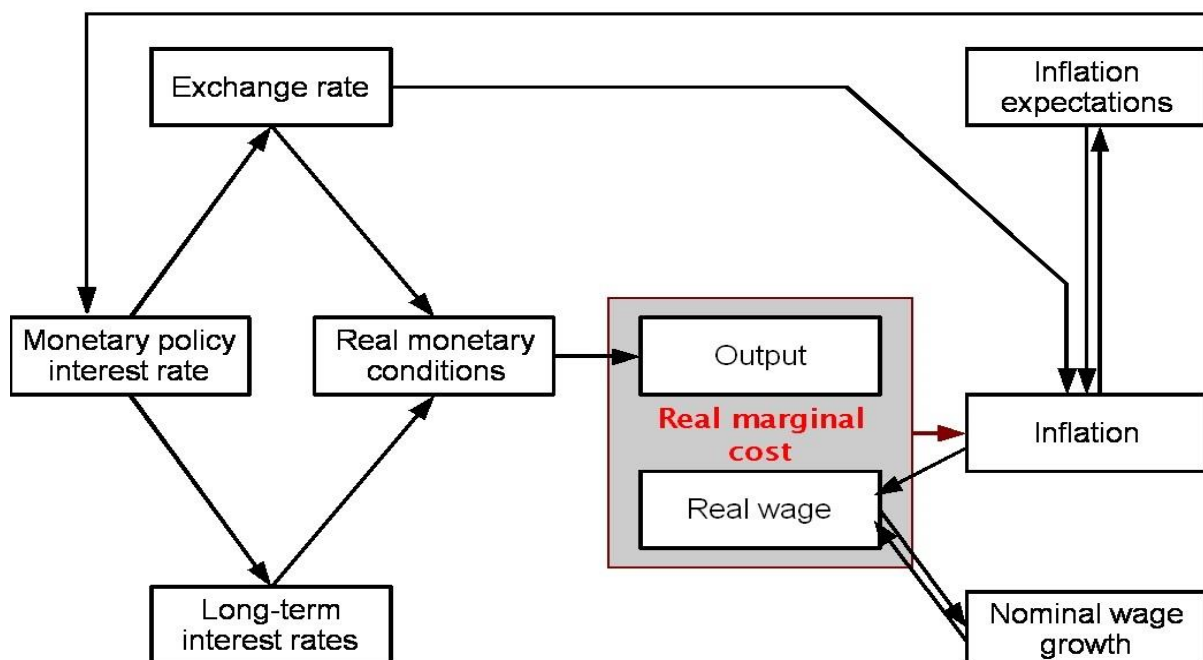 Exchange rate
Inflation
expectations
Monetary policy
interest rate
Real monetary
conditions
Output
Real marginal
cost
Inflation
Real wage
Long-term
interest rates
Nominal wage
growth